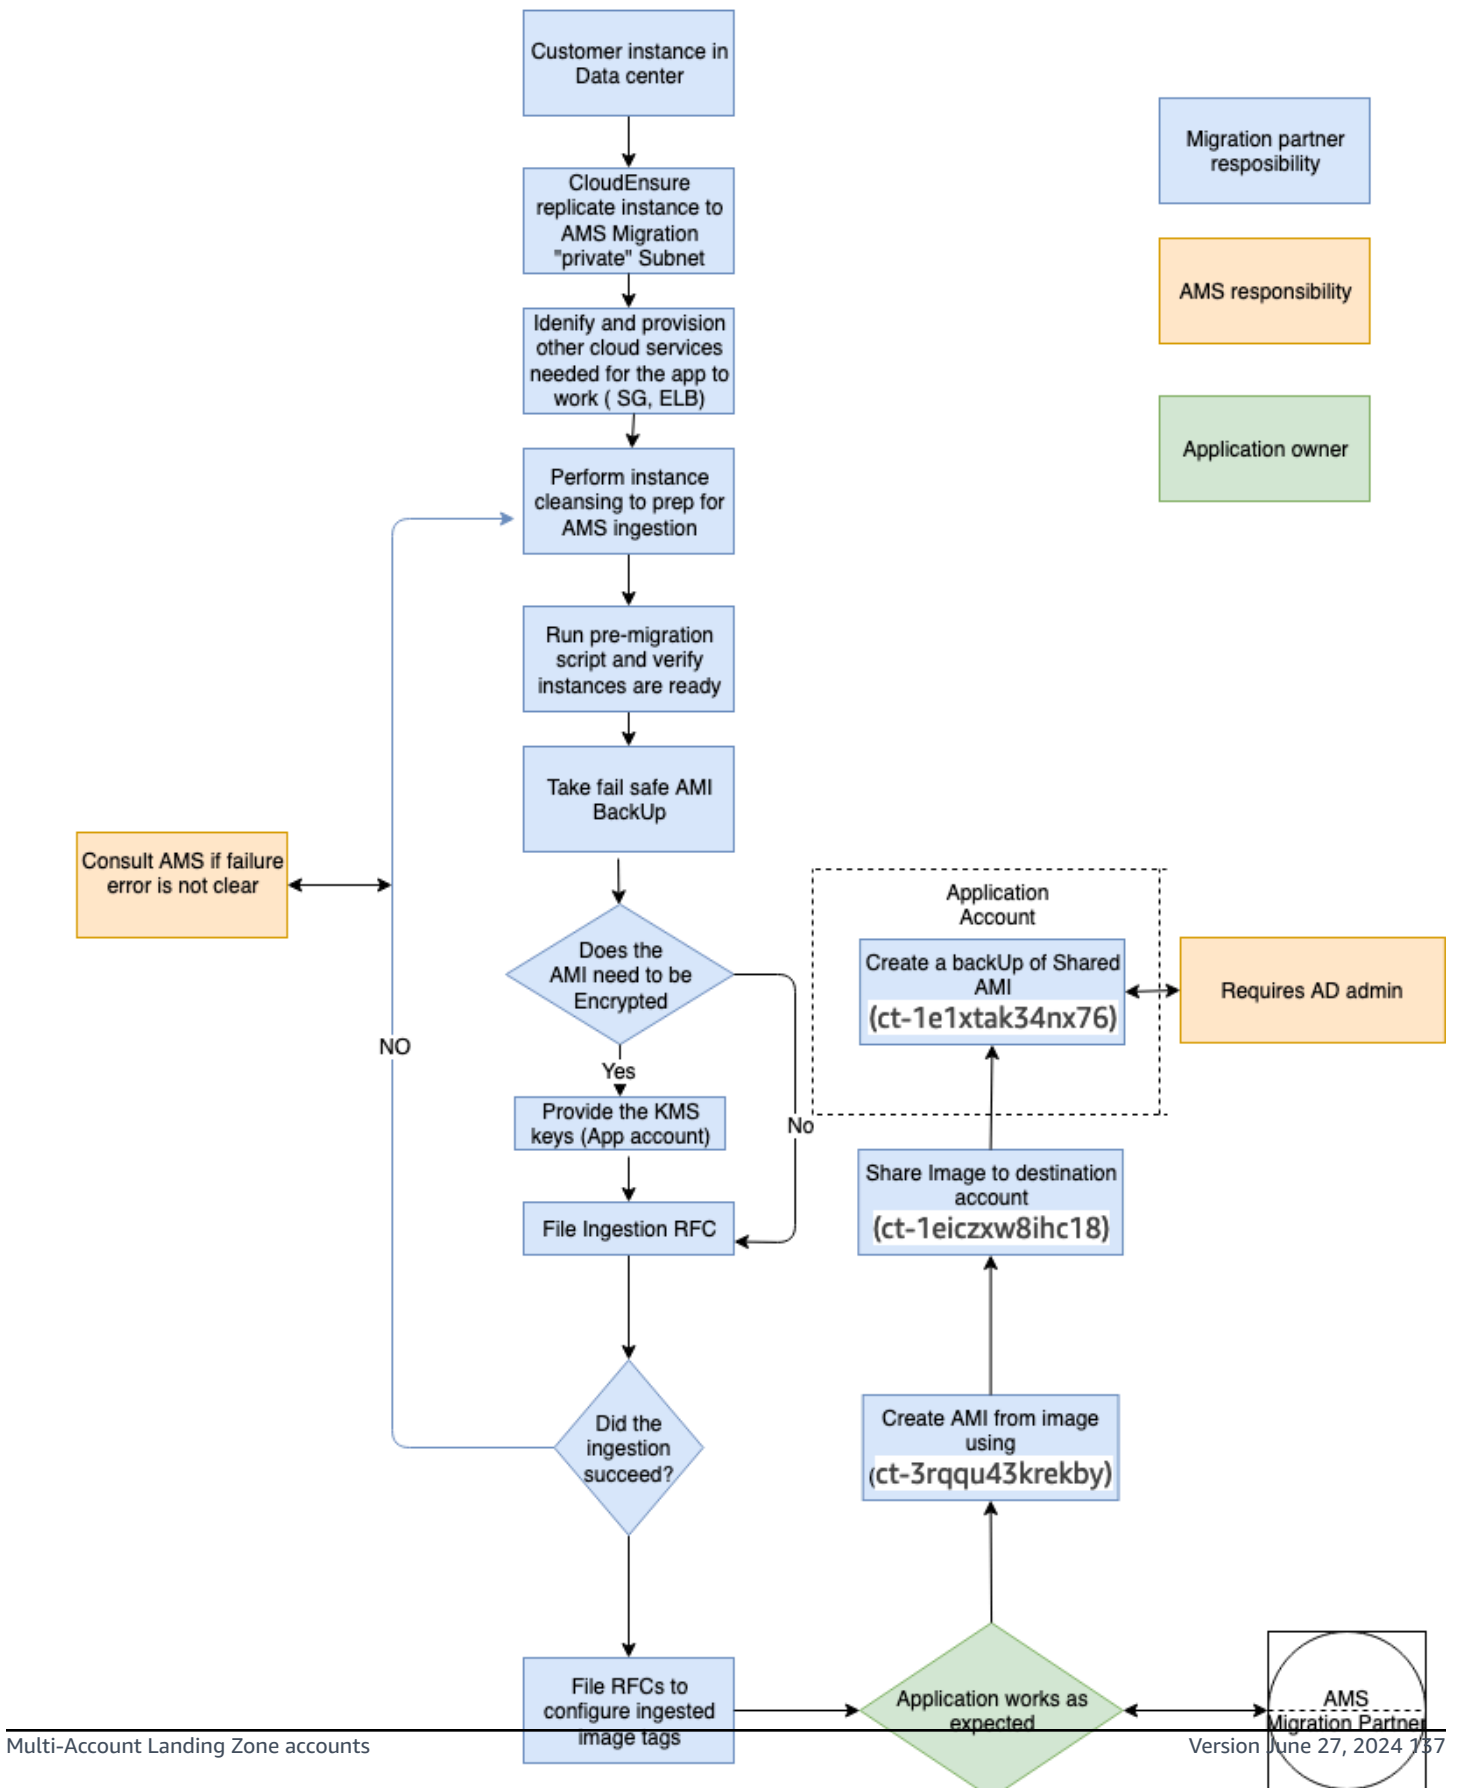 Customer instance in
Data center
CloudEnsure
replicate instance to
AMS Migration
"private" Subnet
Idenify and provision
other cloud services
needed for the app to
work ( SG, ELB)
Perform instance
cleansing to prep for
AMS ingestion
Run pre-migration
script and verify
instances are ready
Take fail safe AMI
BackUp
Does the
AMI need to be
Encrypted
Yes
No
Provide the KMS
keys (App account)
File Ingestion RFC
Did the
ingestion
succeed?
NO
Consult AMS if failure
error is not clear
File RFCs to
configure ingested
image tags
Application works as
expected
AMS
Migration Partner
Create AMI from image
using
(ct-3rqqu43krekby)
Share Image to destination
account
(ct-1eiczxw8ihc18)
Application
Account
Create a backUp of Shared
AMI
(ct-1e1xtak34nx76)
Requires AD admin
Migration partner
resposibility
AMS responsibility
Application owner
Multi-Account Landing Zone accounts
Version June 27, 2024 137